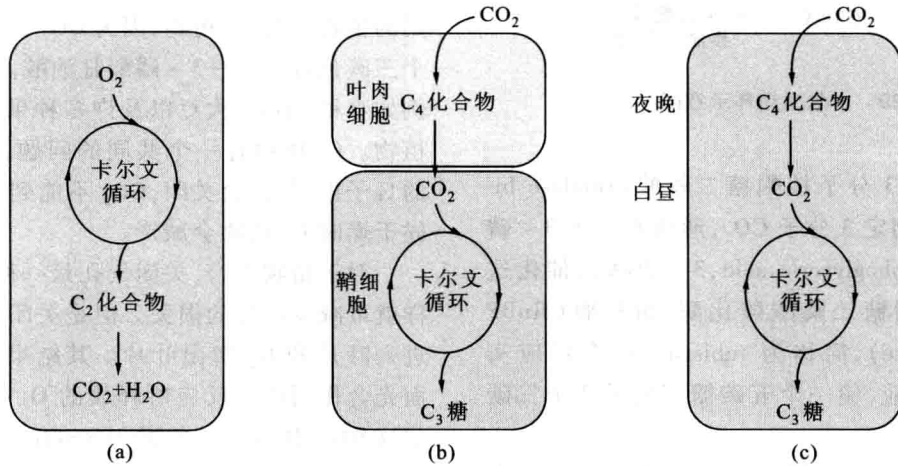 O₂
卡尔文
循环
C₂化合物
CO₂+H₂O
(a)
CO₂
叶肉
细胞
C₄化合物
CO₂
鞘细胞
卡尔文
循环
C₃糖
(b)
CO₂
夜晚
C₄化合物
白昼
CO₂
卡尔文
循环
C₃糖
(c)